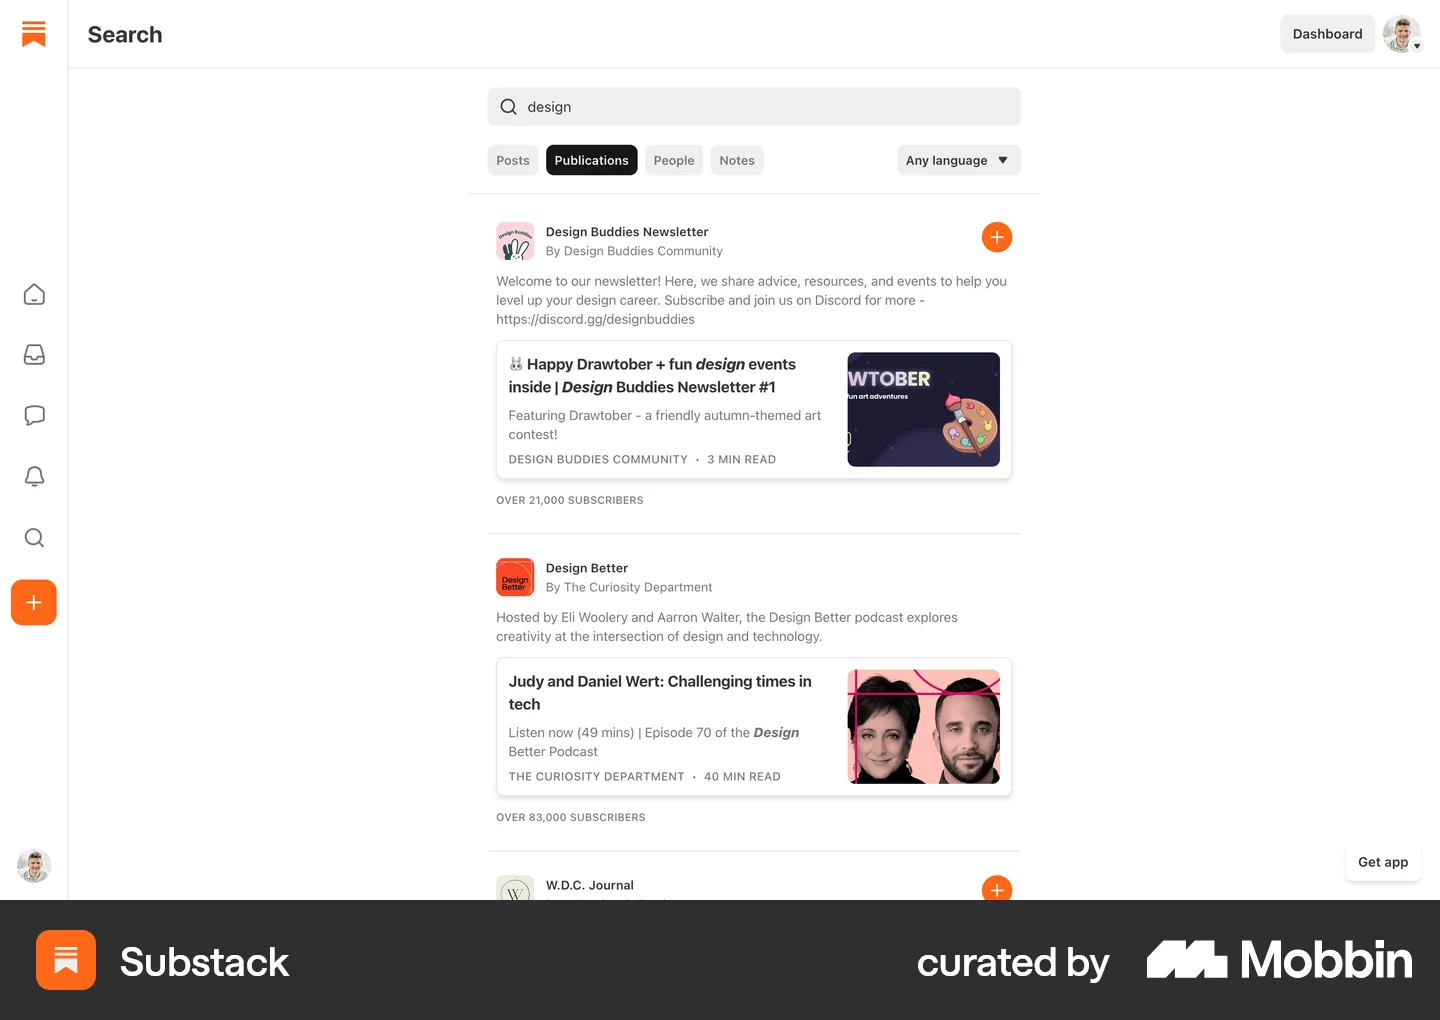 Search
Dashboard
design
Posts
Publications
People
Notes
Any language
Design Buddies
Design Buddies Newsletter
By Design Buddies Community
Welcome to our newsletter! Here, we share advice, resources, and events to help you
level up your design career. Subscribe and join us on Discord for more -
https://discord.gg/designbuddies
🐰 Happy Drawtober + fun design events
inside | Design Buddies Newsletter #1
Featuring Drawtober - a friendly autumn-themed art
contest!
DESIGN BUDDIES COMMUNITY · 3 MIN READ
WTOBER
fun art adventures
OVER 21,000 SUBSCRIBERS
Design
Better
Design Better
By The Curiosity Department
Hosted by Eli Woolery and Aarron Walter, the Design Better podcast explores
creativity at the intersection of design and technology.
Judy and Daniel Wert: Challenging times in
tech
Listen now (49 mins) | Episode 70 of the Design
Better Podcast
THE CURIOSITY DEPARTMENT · 40 MIN READ
OVER 83,000 SUBSCRIBERS
W
W.D.C. Journal
Get app
Substack
curated by
Mobbin